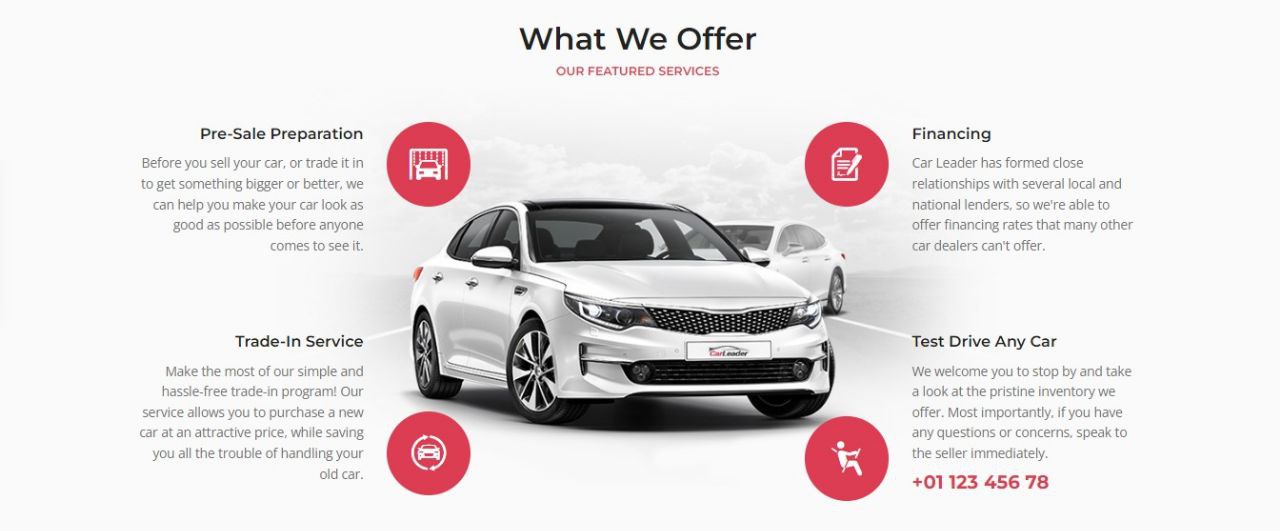 What We Offer
OUR FEATURED SERVICES
Pre-Sale Preparation
Before you sell your car, or trade it in
to get something bigger or better, we
can help you make your car look as
good as possible before anyone
comes to see it.
Financing
Car Leader has formed close
relationships with several local and
national lenders, so we're able to
offer financing rates that many other
car dealers can't offer.
CarLeader
Trade-In Service
Make the most of our simple and
hassle-free trade-in program! Our
service allows you to purchase a new
car at an attractive price, while saving
you all the trouble of handling your
old car.
Test Drive Any Car
We welcome you to stop by and take
a look at the pristine inventory we
offer. Most importantly, if you have
any questions or concerns, speak to
the seller immediately.
+01 123 456 78